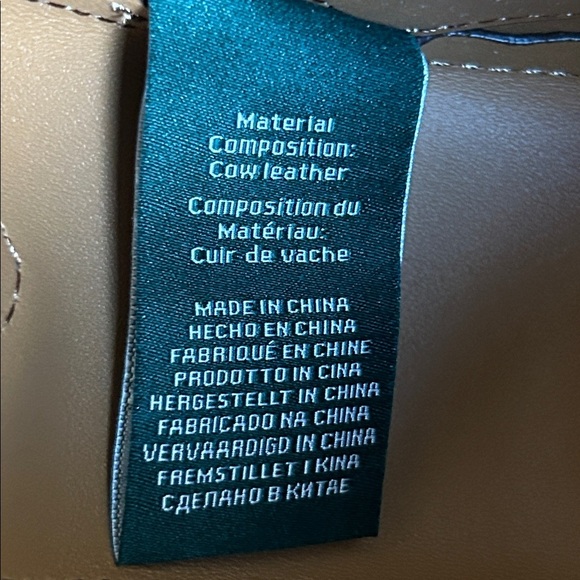 Material
Composition:
Cow leather
Composition du
Matériau:
Cuir de vache
MADE IN CHINA
HECHO EN CHINA
FABRIQUÉ EN CHINE
PRODOTTO IN CINA
HERGESTELLT IN CHINA
FABRICADO NA CHINA
VERVAARDIGD IN CHINA
FREMSTILLET I KINA
СДЕЛАНО В КИТАЕ